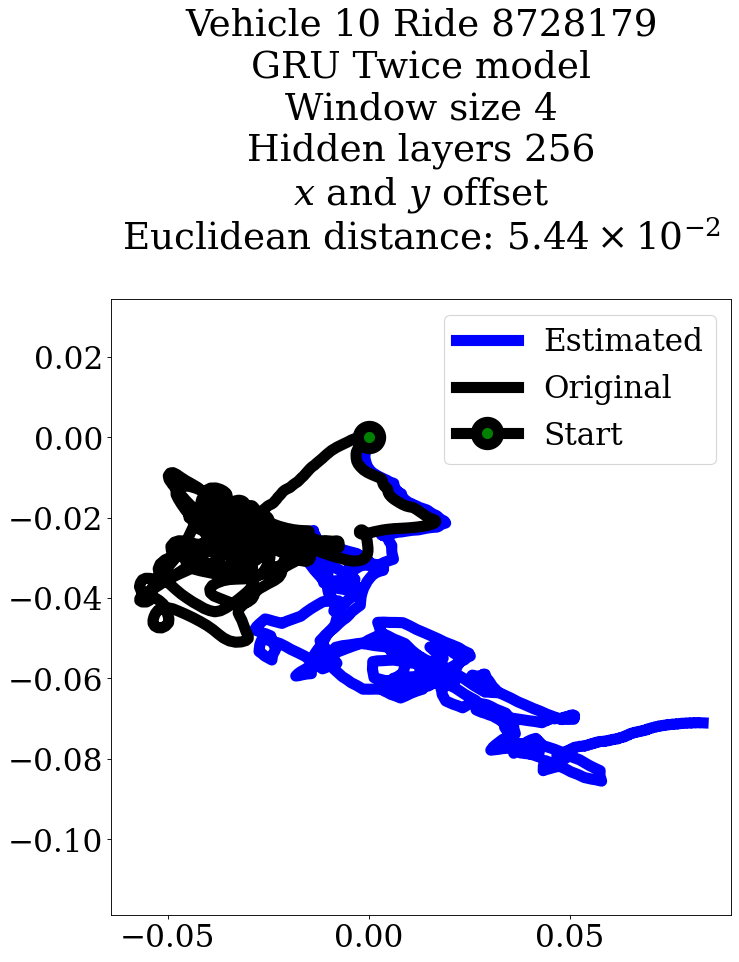 Vehicle 10 Ride 8728179
GRU Twice model
Window size 4
Hidden layers 256
x and y offset
Euclidean distance: 5.44 × 10⁻²
Estimated
Original
Start
0.02
0.00
−0.02
−0.04
−0.06
−0.08
−0.10
−0.05 0.00 0.05